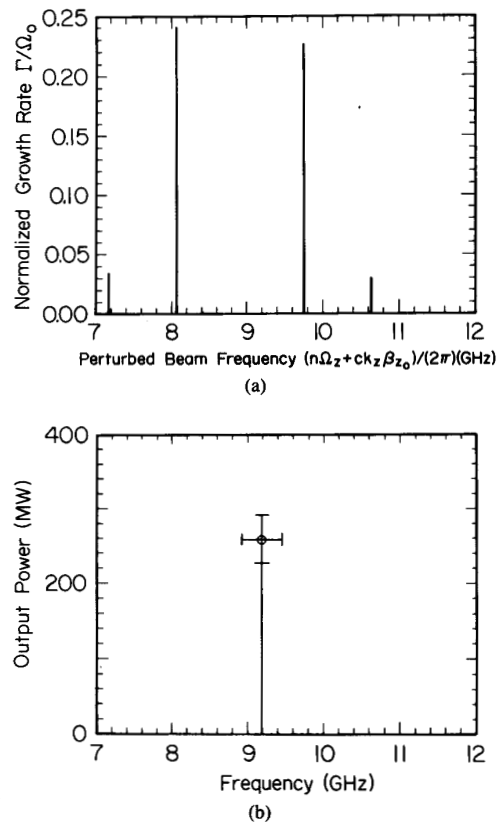 Normalized Growth Rate Γ/Ωₒ
0.25
0.20
0.15
0.10
0.05
0.00
7 8 9 10 11 12
Perturbed Beam Frequency (nΩz+ckzβzₒ)/(2π)(GHz)
(a)
Output Power (MW)
400
200
0
7 8 9 10 11 12
Frequency (GHz)
(b)